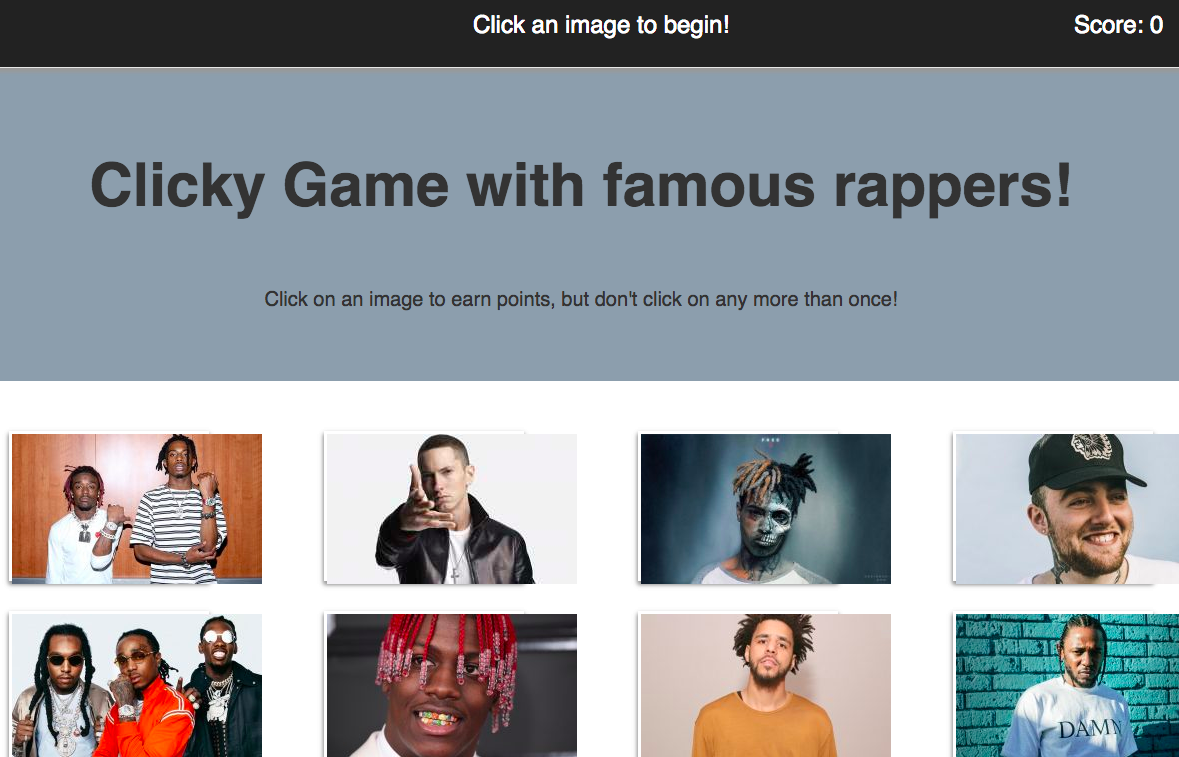 Click an image to begin!
Score: 0
Clicky Game with famous rappers!
Click on an image to earn points, but don't click on any more than once!
DAMN.